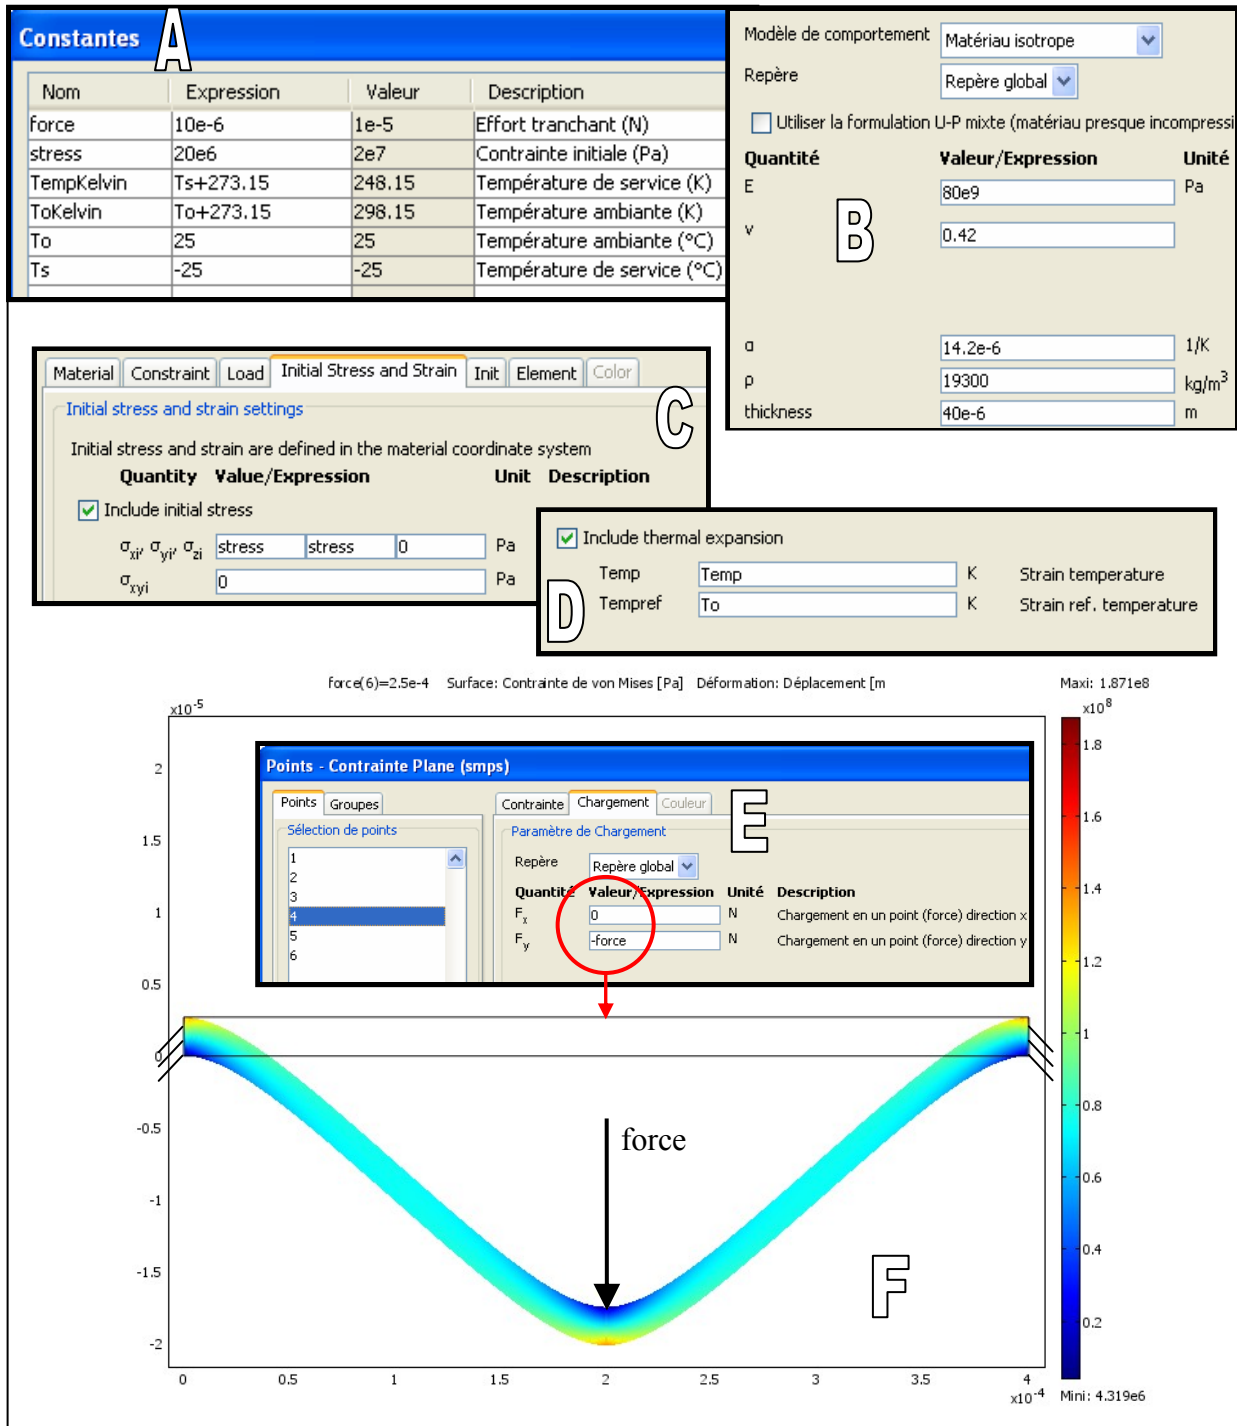 Constantes A
Nom Expression Valeur Description
force 10e-6 1e-5 Effort tranchant (N)
stress 20e6 2e7 Contrainte initiale (Pa)
TempKelvin Ts+273.15 248.15 Température de service (K)
ToKelvin To+273.15 298.15 Température ambiante (K)
To 25 25 Température ambiante (°C)
Ts -25 -25 Température de service (°C)
Modèle de comportement Matériau isotrope
Repère Repère global
Utiliser la formulation U-P mixte (matériau presque incompressi
Quantité Valeur/Expression Unité
E 80e9 Pa
B
ν 0.42
α 14.2e-6 1/K
ρ 19300 kg/m³
thickness 40e-6 m
Material Constraint Load Initial Stress and Strain Init Element Color
Initial stress and strain settings
C
Initial stress and strain are defined in the material coordinate system
Quantity Value/Expression Unit Description
Include initial stress
σxi, σyi, σzi stress stress 0 Pa
σxyi 0 Pa
Include thermal expansion
Temp Temp K Strain temperature
D Tempref To K Strain ref. temperature
force(6)=2.5e-4 Surface: Contrainte de von Mises [Pa] Déformation: Déplacement [m
Maxi: 1.871e8
x10⁻⁵
x10⁸
Points - Contrainte Plane (smps)
Points Groupes
Contrainte Chargement Couleur
E
Sélection de points
Paramètre de Chargement
1
2
3
4
5
6
Repère Repère global
Quantité Valeur/Expression Unité Description
Fx 0 N Chargement en un point (force) direction x
Fy -force N Chargement en un point (force) direction y
2
1.5
1
0.5
0
-0.5
-1
-1.5
-2
force
F
1.8
1.6
1.4
1.2
1
0.8
0.6
0.4
0.2
0 0.5 1 1.5 2 2.5 3 3.5 4
x10⁻⁴
Mini: 4.319e6